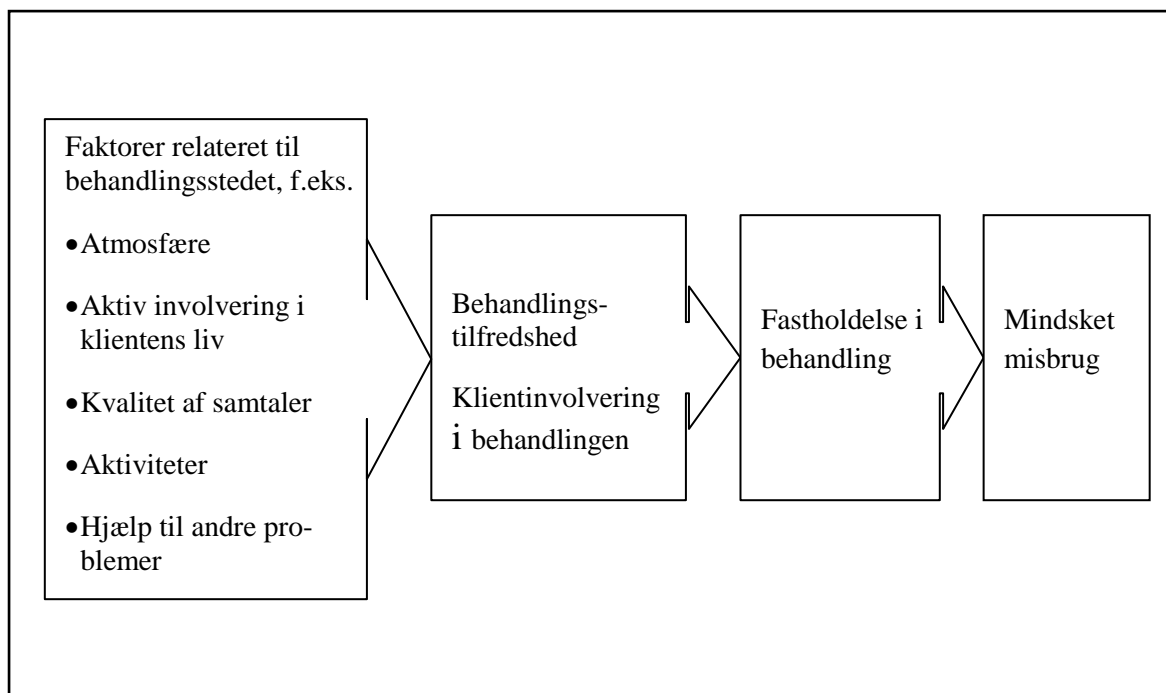 Faktorer relateret til
behandlingsstedet, f.eks.
•Atmosfære
•Aktiv involvering i
klientens liv
•Kvalitet af samtaler
•Aktiviteter
•Hjælp til andre pro-
blemer
Behandlings-
tilfredshed
Klientinvolvering
i behandlingen
Fastholdelse i
behandling
Mindsket
misbrug